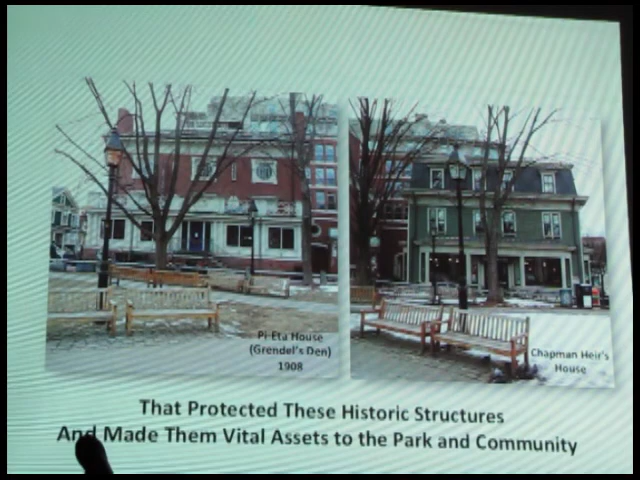 Pi Eta House
(Grendel's Den)
1908
Chapman Heir's
House
That Protected These Historic Structures
And Made Them Vital Assets to the Park and Community